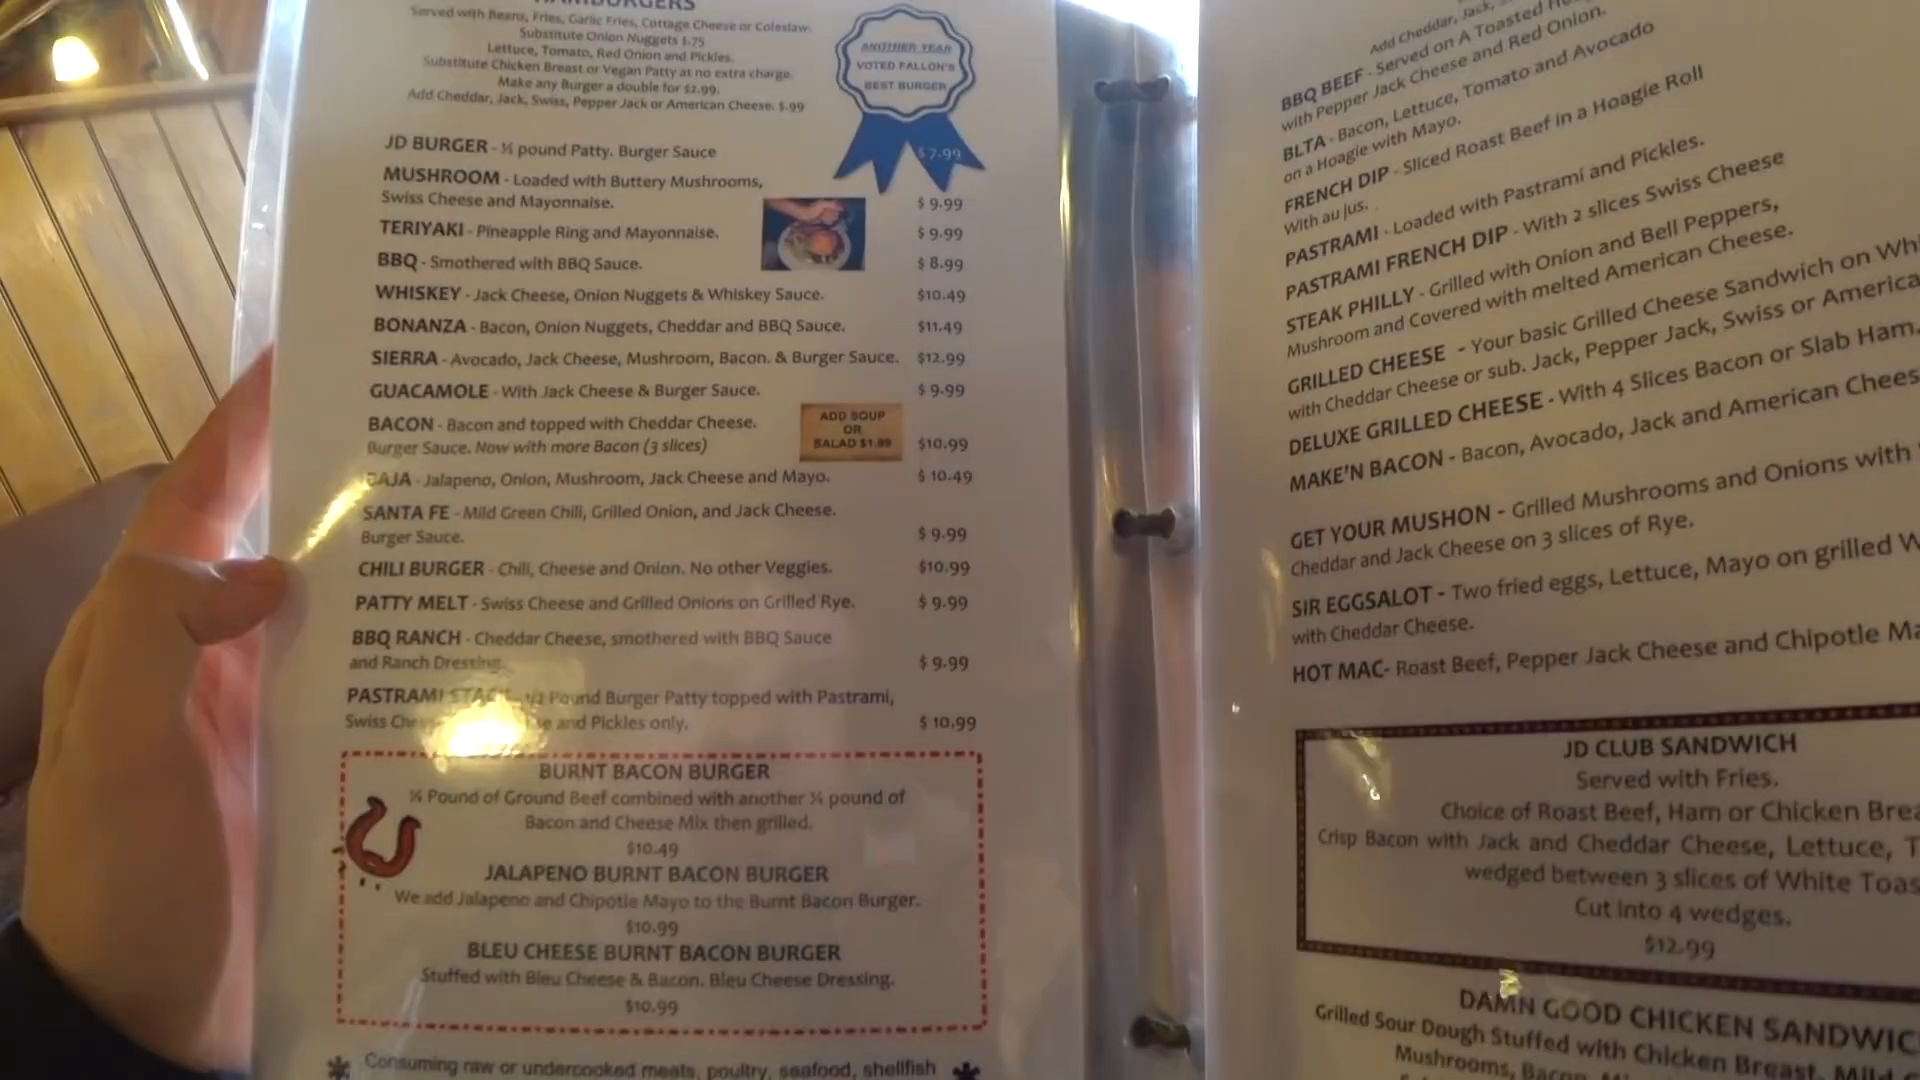 HAMBURGERS
Served with Beans, Fries, Garlic Fries, Cottage Cheese or Coleslaw.
Substitute Onion Nuggets $.75
Lettuce, Tomato, Red Onion and Pickles.
Substitute Chicken Breast or Vegan Patty at no extra charge.
Make any Burger a double for $2.99.
Add Cheddar, Jack, Swiss, Pepper Jack or American Cheese. $.99
ANOTHER YEAR
VOTED FALLON'S
BEST BURGER
JD BURGER - pound Patty. Burger Sauce $7.99
MUSHROOM - Loaded with Buttery Mushrooms,
Swiss Cheese and Mayonnaise. $ 9.99
TERIYAKI - Pineapple Ring and Mayonnaise. $ 9.99
BBQ - Smothered with BBQ Sauce. $ 8.99
WHISKEY - Jack Cheese, Onion Nuggets & Whiskey Sauce. $10.49
BONANZA - Bacon, Onion Nuggets, Cheddar and BBQ Sauce. $11.49
SIERRA - Avocado, Jack Cheese, Mushroom, Bacon. & Burger Sauce. $12.99
GUACAMOLE - With Jack Cheese & Burger Sauce. $ 9.99
BACON - Bacon and topped with Cheddar Cheese.
Burger Sauce. Now with more Bacon (3 slices) $10.99
ADD SOUP
OR
SALAD $1.99
BAJA - Jalapeno, Onion, Mushroom, Jack Cheese and Mayo. $ 10.49
SANTA FE - Mild Green Chili, Grilled Onion, and Jack Cheese.
Burger Sauce. $ 9.99
CHILI BURGER - Chili, Cheese and Onion. No other Veggies. $10.99
PATTY MELT - Swiss Cheese and Grilled Onions on Grilled Rye. $ 9.99
BBQ RANCH - Cheddar Cheese, smothered with BBQ Sauce
and Ranch Dressing. $ 9.99
PASTRAMI STACK - 1/2 Pound Burger Patty topped with Pastrami,
Swiss and Pickles only. $ 10.99
BURNT BACON BURGER
Pound of Ground Beef combined with another pound of
Bacon and Cheese Mix then grilled.
$10.49
JALAPENO BURNT BACON BURGER
We add Jalapeno and Chipotle Mayo to the Burnt Bacon Burger.
$10.99
BLEU CHEESE BURNT BACON BURGER
Stuffed with Bleu Cheese & Bacon. Bleu Cheese Dressing.
$10.99
* Consuming raw or undercooked meats, poultry, seafood, shellfish *
Add Cheddar, Jack,
BBQ BEEF - Served on A Toasted
with Pepper Jack Cheese and Red Onion.
BLTA - Bacon, Lettuce, Tomato and Avocado
on a Hoagie with Mayo.
FRENCH DIP - Sliced Roast Beef in a Hoagie Roll
With au jus.
PASTRAMI - Loaded with Pastrami and Pickles.
PASTRAMI FRENCH DIP - With 2 slices Swiss Cheese
STEAK PHILLY - Grilled with Onion and Bell Peppers,
Mushroom and Covered with melted American Cheese.
GRILLED CHEESE - Your basic Grilled Cheese Sandwich on Wh
with Cheddar Cheese or sub. Jack, Pepper Jack, Swiss or America
DELUXE GRILLED CHEESE - With 4 Slices Bacon or Slab Ham.
MAKE'N BACON - Bacon, Avocado, Jack and American Chees
GET YOUR MUSHON - Grilled Mushrooms and Onions with
Cheddar and Jack Cheese on 3 slices of Rye.
SIR EGGSALOT - Two fried eggs, Lettuce, Mayo on grilled W
with Cheddar Cheese.
HOT MAC- Roast Beef, Pepper Jack Cheese and Chipotle Ma
JD CLUB SANDWICH
Served with Fries.
Choice of Roast Beef, Ham or Chicken Brea
Crisp Bacon with Jack and Cheddar Cheese, Lettuce, T
wedged between 3 slices of White Toas
Cut into 4 wedges.
$12.99
DAMN GOOD CHICKEN SANDWIC
Grilled Sour Dough Stuffed with Chicken Breast, Mild
Mushrooms, Bacon,